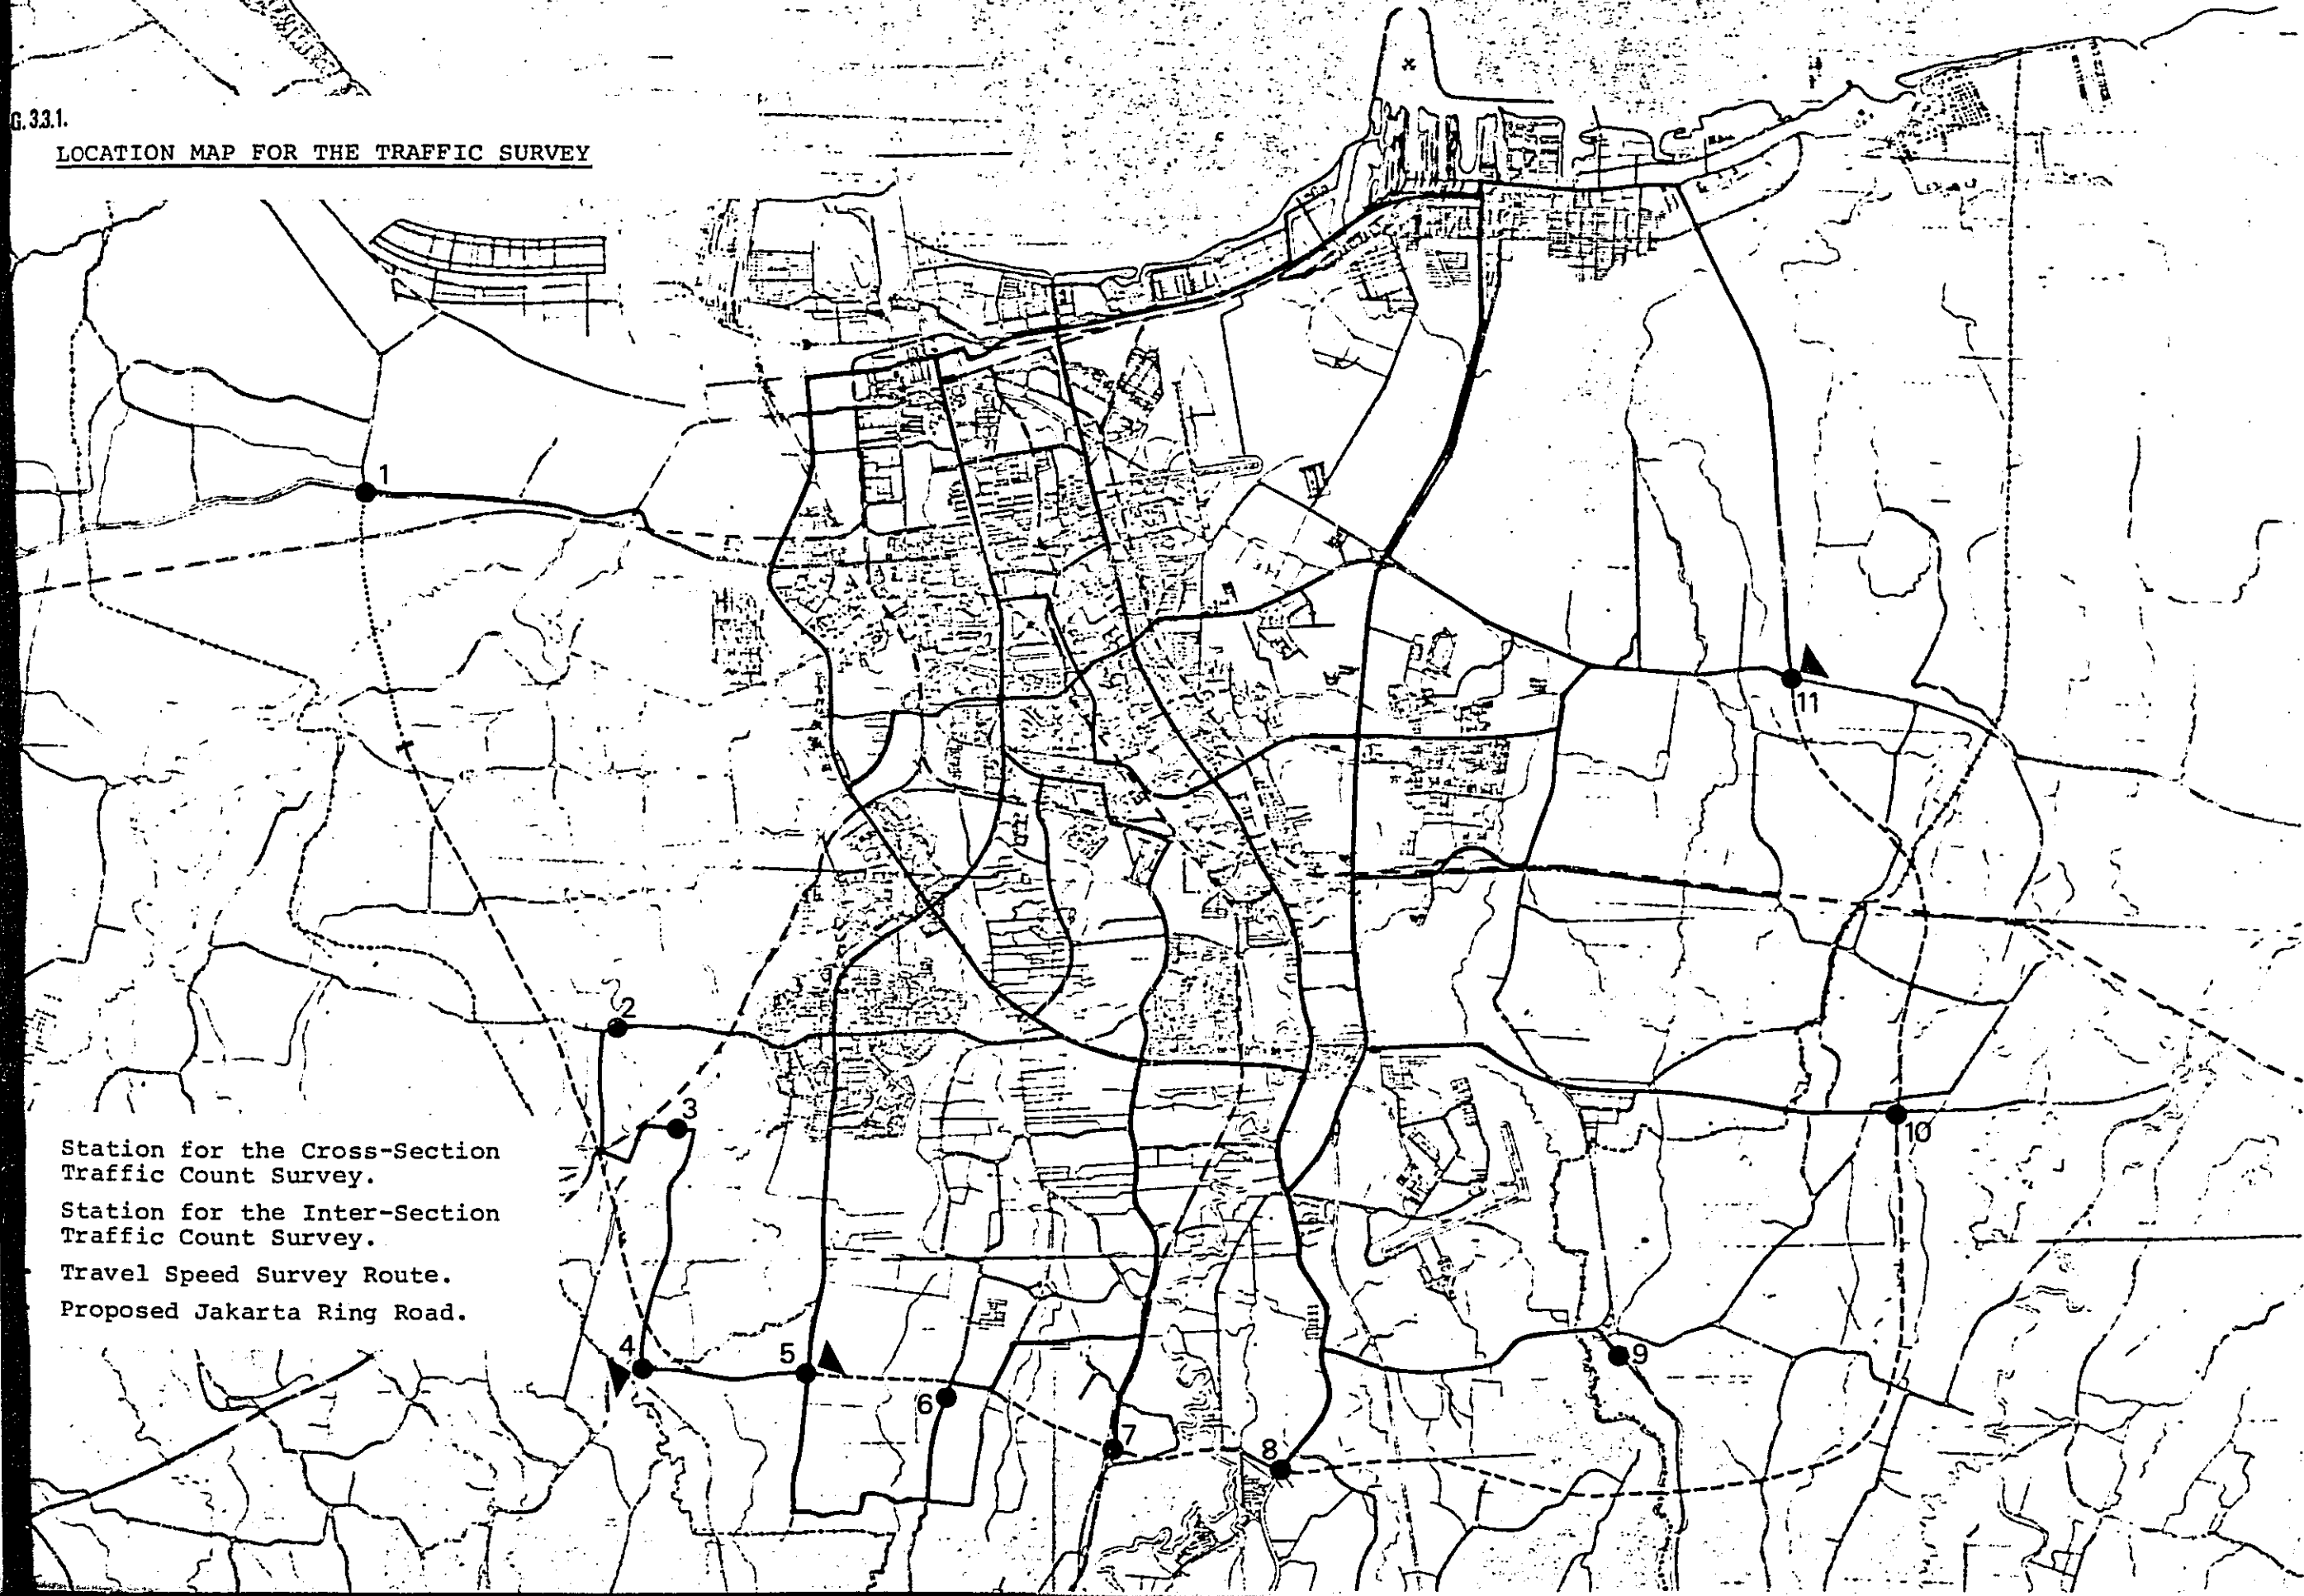 G. 3.3.1.
LOCATION MAP FOR THE TRAFFIC SURVEY
1
11
2
3
10
Station for the Cross-Section
Traffic Count Survey.
Station for the Inter-Section
Traffic Count Survey.
Travel Speed Survey Route.
Proposed Jakarta Ring Road.
4
5
9
6
7
8